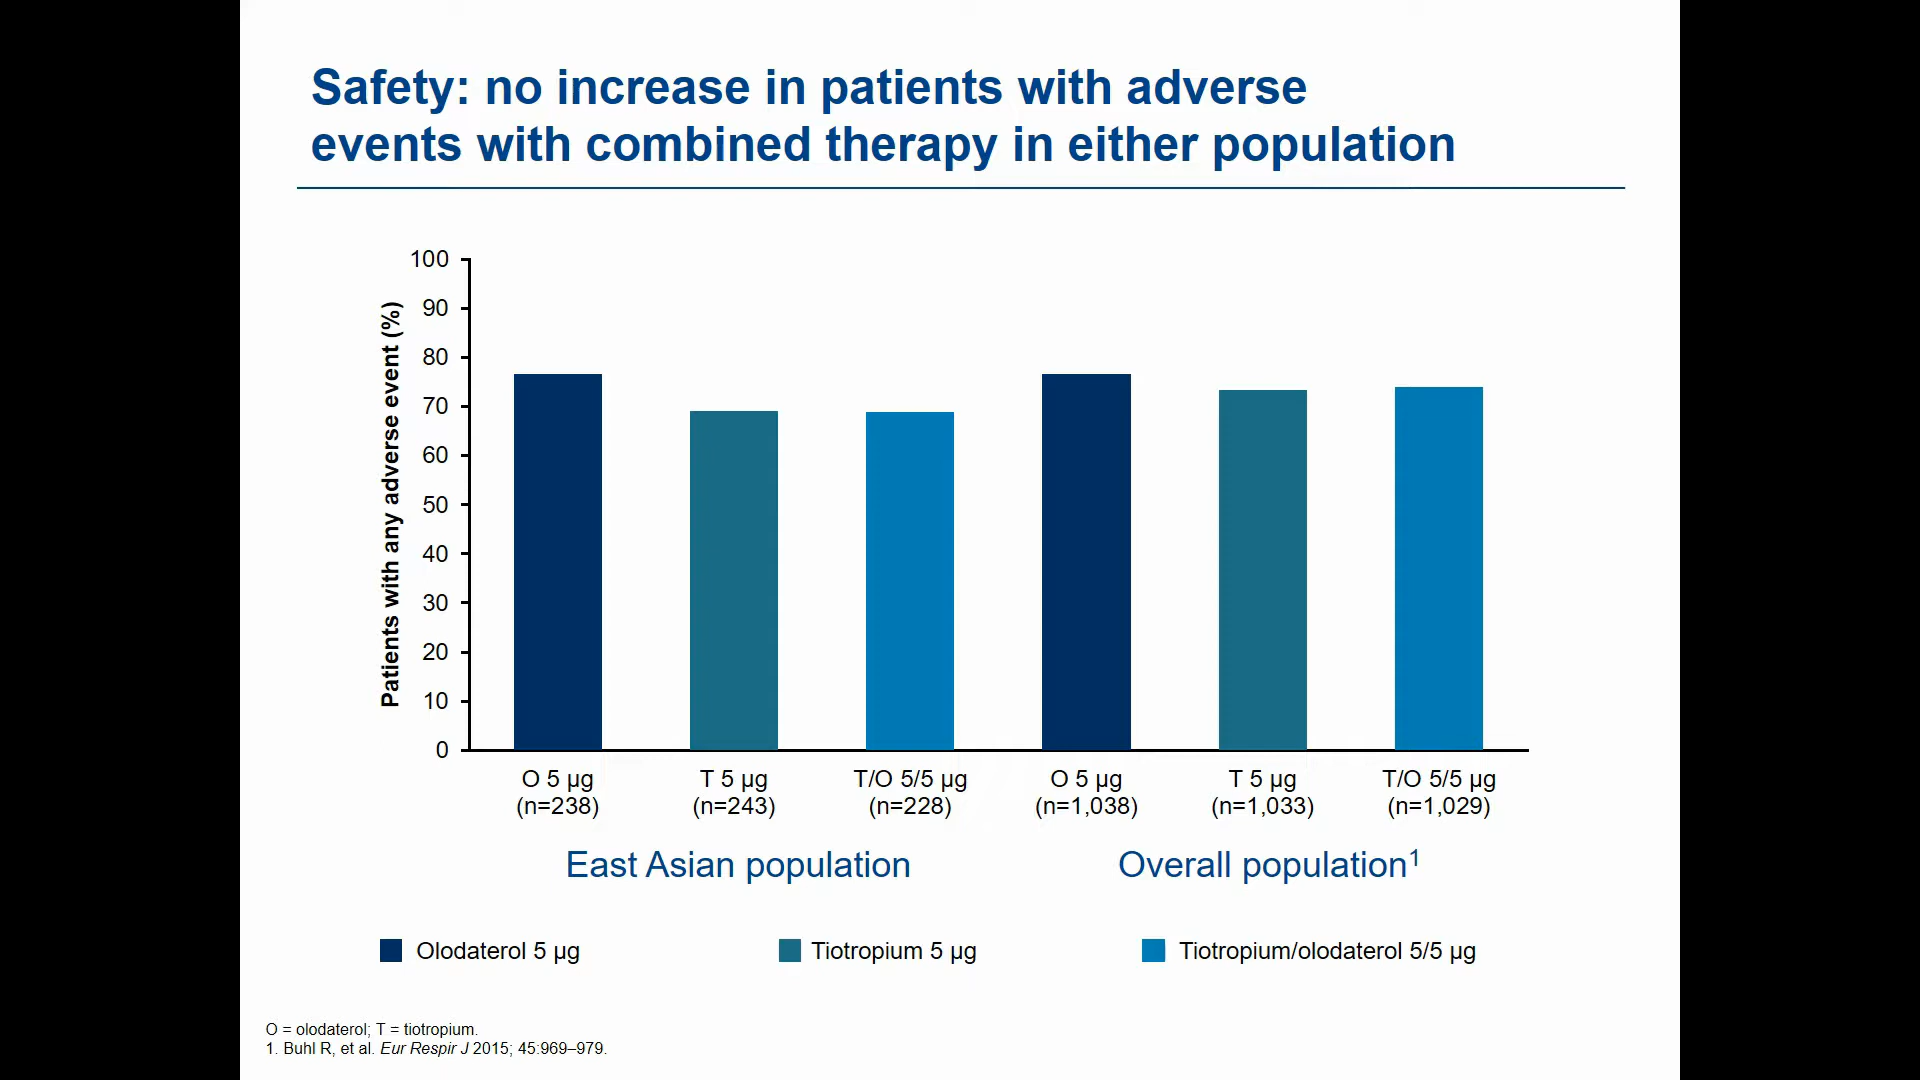 Safety: no increase in patients with adverse
events with combined therapy in either population
Patients with any adverse event (%)
100
90
80
70
60
50
40
30
20
10
0
O 5 µg
(n=238)
T 5 µg
(n=243)
T/O 5/5 µg
(n=228)
O 5 µg
(n=1,038)
T 5 µg
(n=1,033)
T/O 5/5 µg
(n=1,029)
East Asian population
Overall population¹
Olodaterol 5 µg
Tiotropium 5 µg
Tiotropium/olodaterol 5/5 µg
O = olodaterol; T = tiotropium.
1. Buhl R, et al. Eur Respir J 2015; 45:969–979.